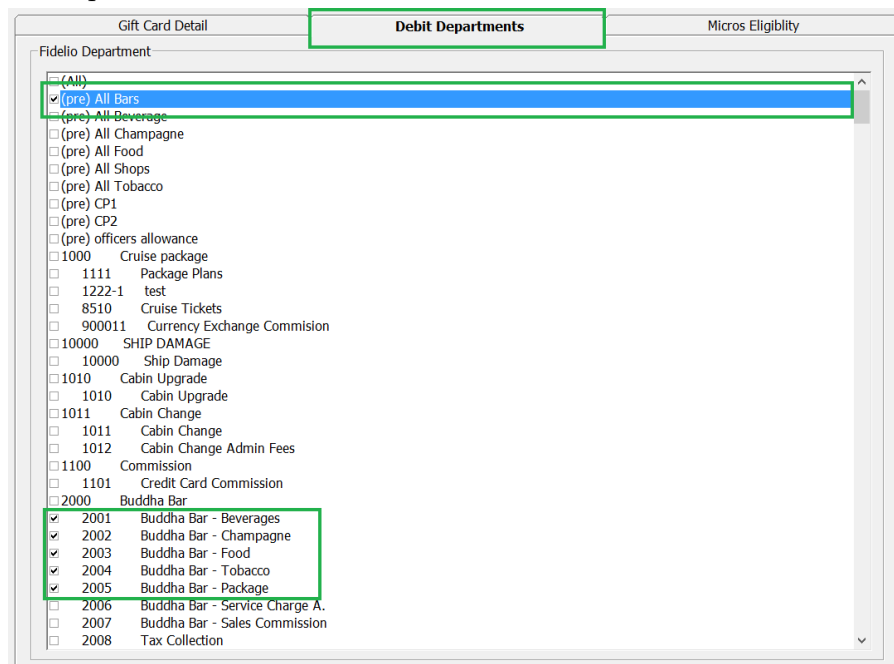 Gift Card Detail Debit Departments Micros Eligiblity
Fidelio Department
(All)
(pre) All Bars
(pre) All Beverage
(pre) All Champagne
(pre) All Food
(pre) All Shops
(pre) All Tobacco
(pre) CP1
(pre) CP2
(pre) officers allowance
1000 Cruise package
1111 Package Plans
1222-1 test
8510 Cruise Tickets
900011 Currency Exchange Commision
10000 SHIP DAMAGE
10000 Ship Damage
1010 Cabin Upgrade
1010 Cabin Upgrade
1011 Cabin Change
1011 Cabin Change
1012 Cabin Change Admin Fees
1100 Commission
1101 Credit Card Commission
2000 Buddha Bar
2001 Buddha Bar - Beverages
2002 Buddha Bar - Champagne
2003 Buddha Bar - Food
2004 Buddha Bar - Tobacco
2005 Buddha Bar - Package
2006 Buddha Bar - Service Charge A.
2007 Buddha Bar - Sales Commission
2008 Tax Collection